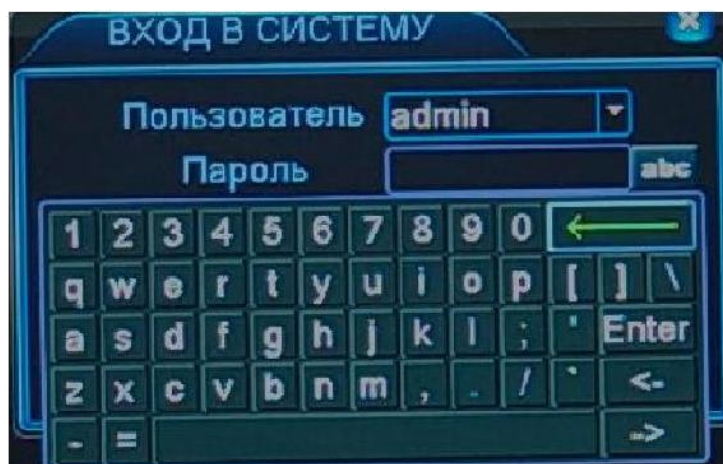 ВХОД В СИСТЕМУ
Пользователь admin
Пароль abc
1 2 3 4 5 6 7 8 9 0
q w e r t y u i o p [ ] \
a s d f g h j k l ; ' Enter
z x c v b n m , . / ` <-
- = ->